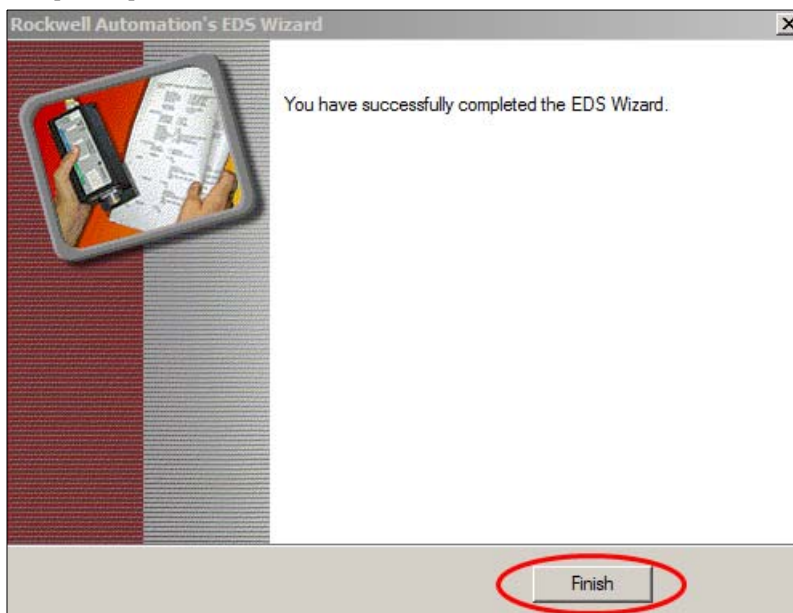 Rockwell Automation's EDS Wizard
You have successfully completed the EDS Wizard.
Finish